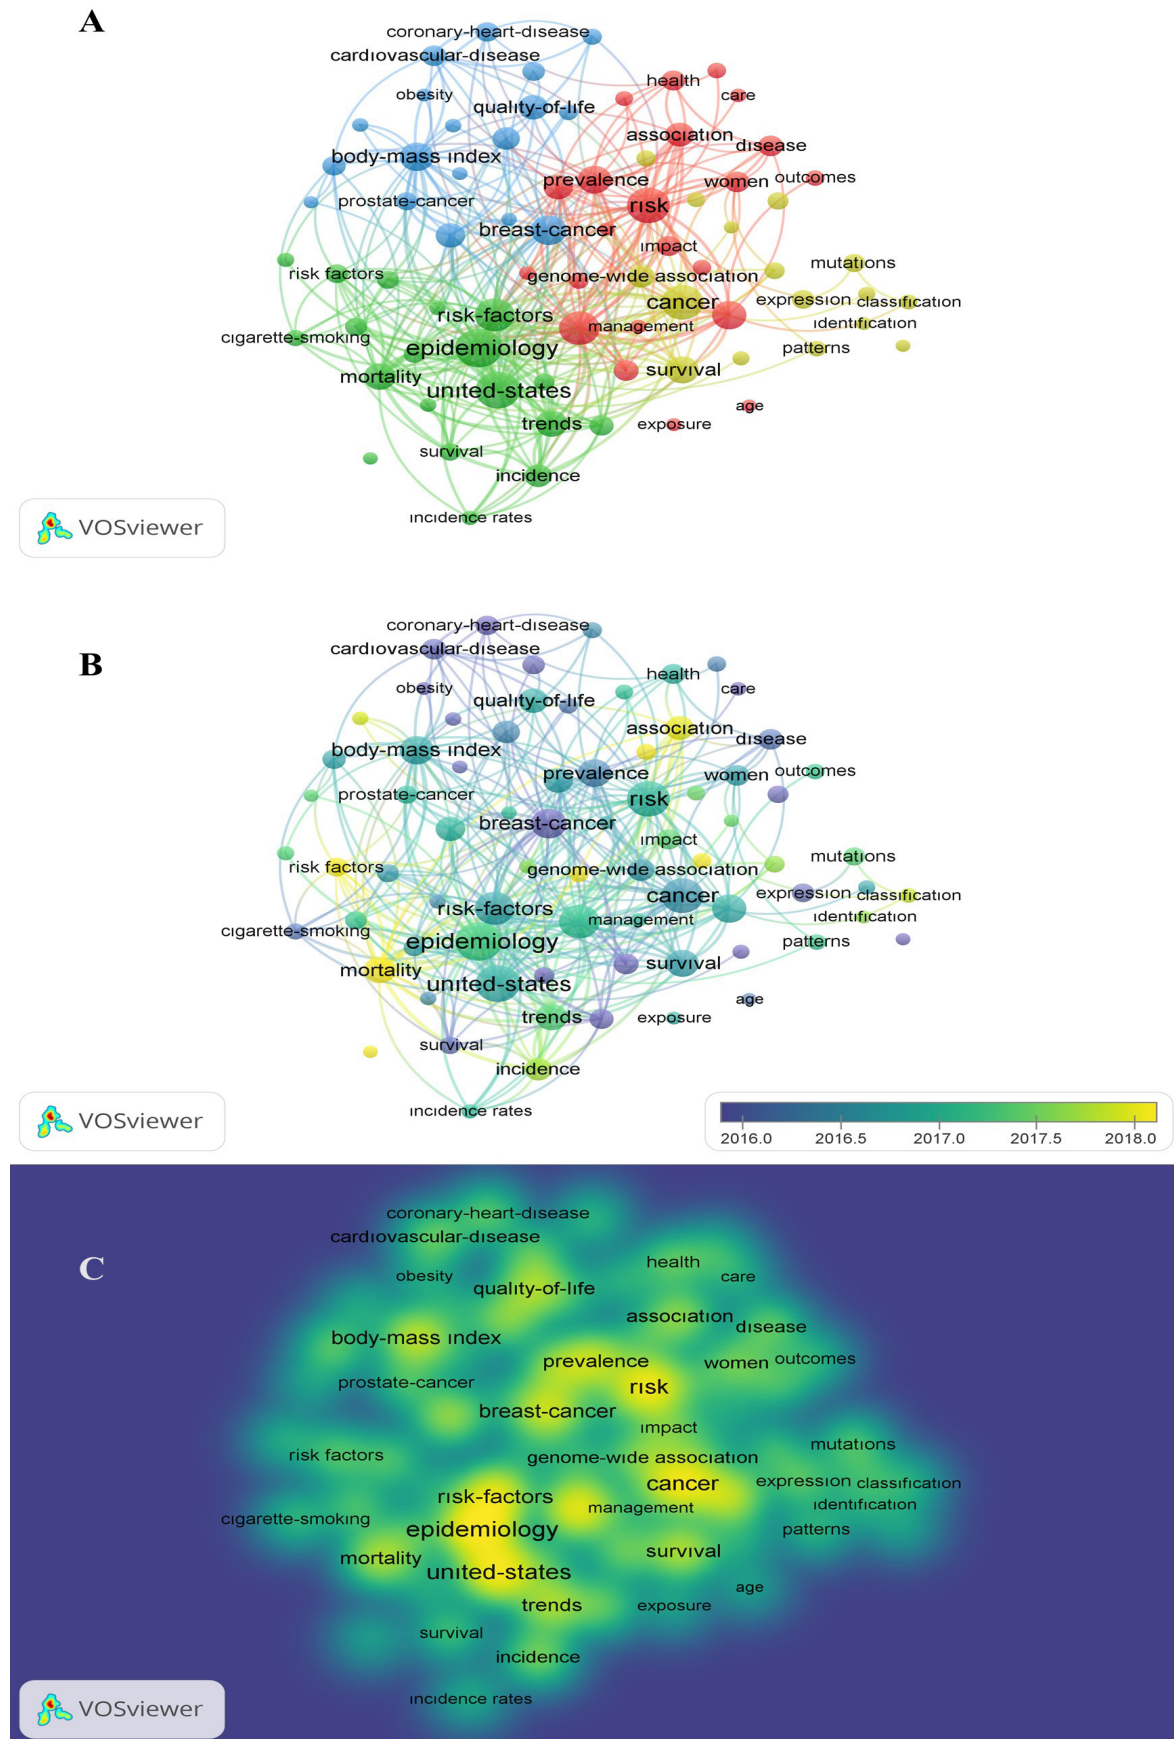 A
coronary-heart-disease
cardiovascular-disease
health
obesity
care
quality-of-life
association
disease
body-mass index
prevalence
women
outcomes
prostate-cancer
risk
breast-cancer
impact
mutations
risk factors
genome-wide association
cancer
expression
classification
risk-factors
management
identification
cigarette-smoking
epidemiology
patterns
mortality
survival
united-states
age
trends
exposure
survival
incidence
incidence rates
VOSviewer
B
coronary-heart-disease
cardiovascular-disease
health
obesity
care
quality-of-life
association
disease
body-mass index
prevalence
women
outcomes
prostate-cancer
risk
breast-cancer
impact
mutations
risk factors
genome-wide association
cancer
expression
classification
risk-factors
management
identification
cigarette-smoking
epidemiology
patterns
mortality
survival
united-states
age
trends
exposure
survival
incidence
incidence rates
VOSviewer
2016.0 2016.5 2017.0 2017.5 2018.0
C
coronary-heart-disease
cardiovascular-disease
health
obesity
care
quality-of-life
association
disease
body-mass index
prevalence
women
outcomes
prostate-cancer
risk
breast-cancer
impact
mutations
risk factors
genome-wide association
cancer
expression
classification
risk-factors
management
identification
cigarette-smoking
epidemiology
patterns
mortality
survival
united-states
age
trends
exposure
survival
incidence
incidence rates
VOSviewer